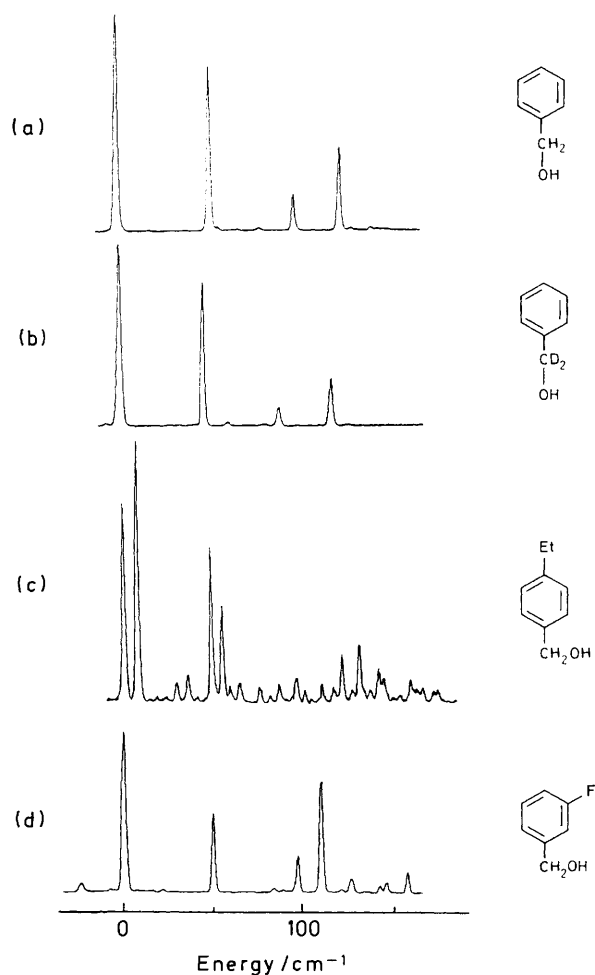 (a)
CH2
OH
(b)
CD2
OH
(c)
Et
CH2OH
(d)
F
CH2OH
0
100
Energy /cm⁻¹